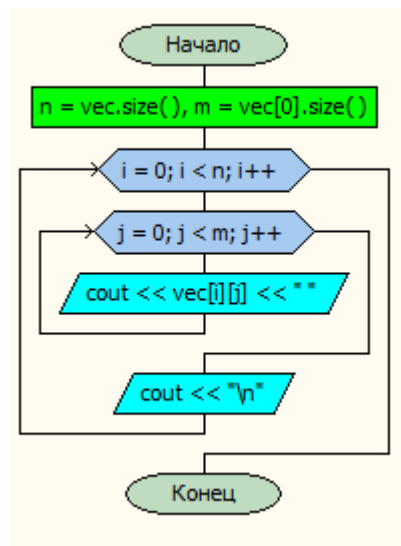 Начало
n = vec.size(), m = vec[0].size()
i = 0; i < n; i++
j = 0; j < m; j++
cout << vec[i][j] << " "
cout << "\n"
Конец